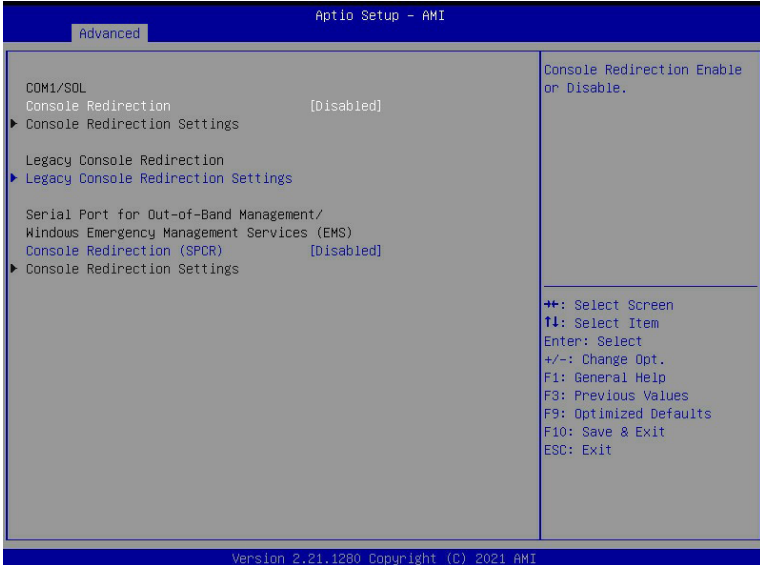 Aptio Setup – AMI
Advanced
COM1/SOL
Console Redirection [Disabled]
Console Redirection Settings
Legacy Console Redirection
Legacy Console Redirection Settings
Serial Port for Out-of-Band Management/
Windows Emergency Management Services (EMS)
Console Redirection (SPCR) [Disabled]
Console Redirection Settings
Console Redirection Enable
or Disable.
→←: Select Screen
↑↓: Select Item
Enter: Select
+/-: Change Opt.
F1: General Help
F3: Previous Values
F9: Optimized Defaults
F10: Save & Exit
ESC: Exit
Version 2.21.1280 Copyright (C) 2021 AMI